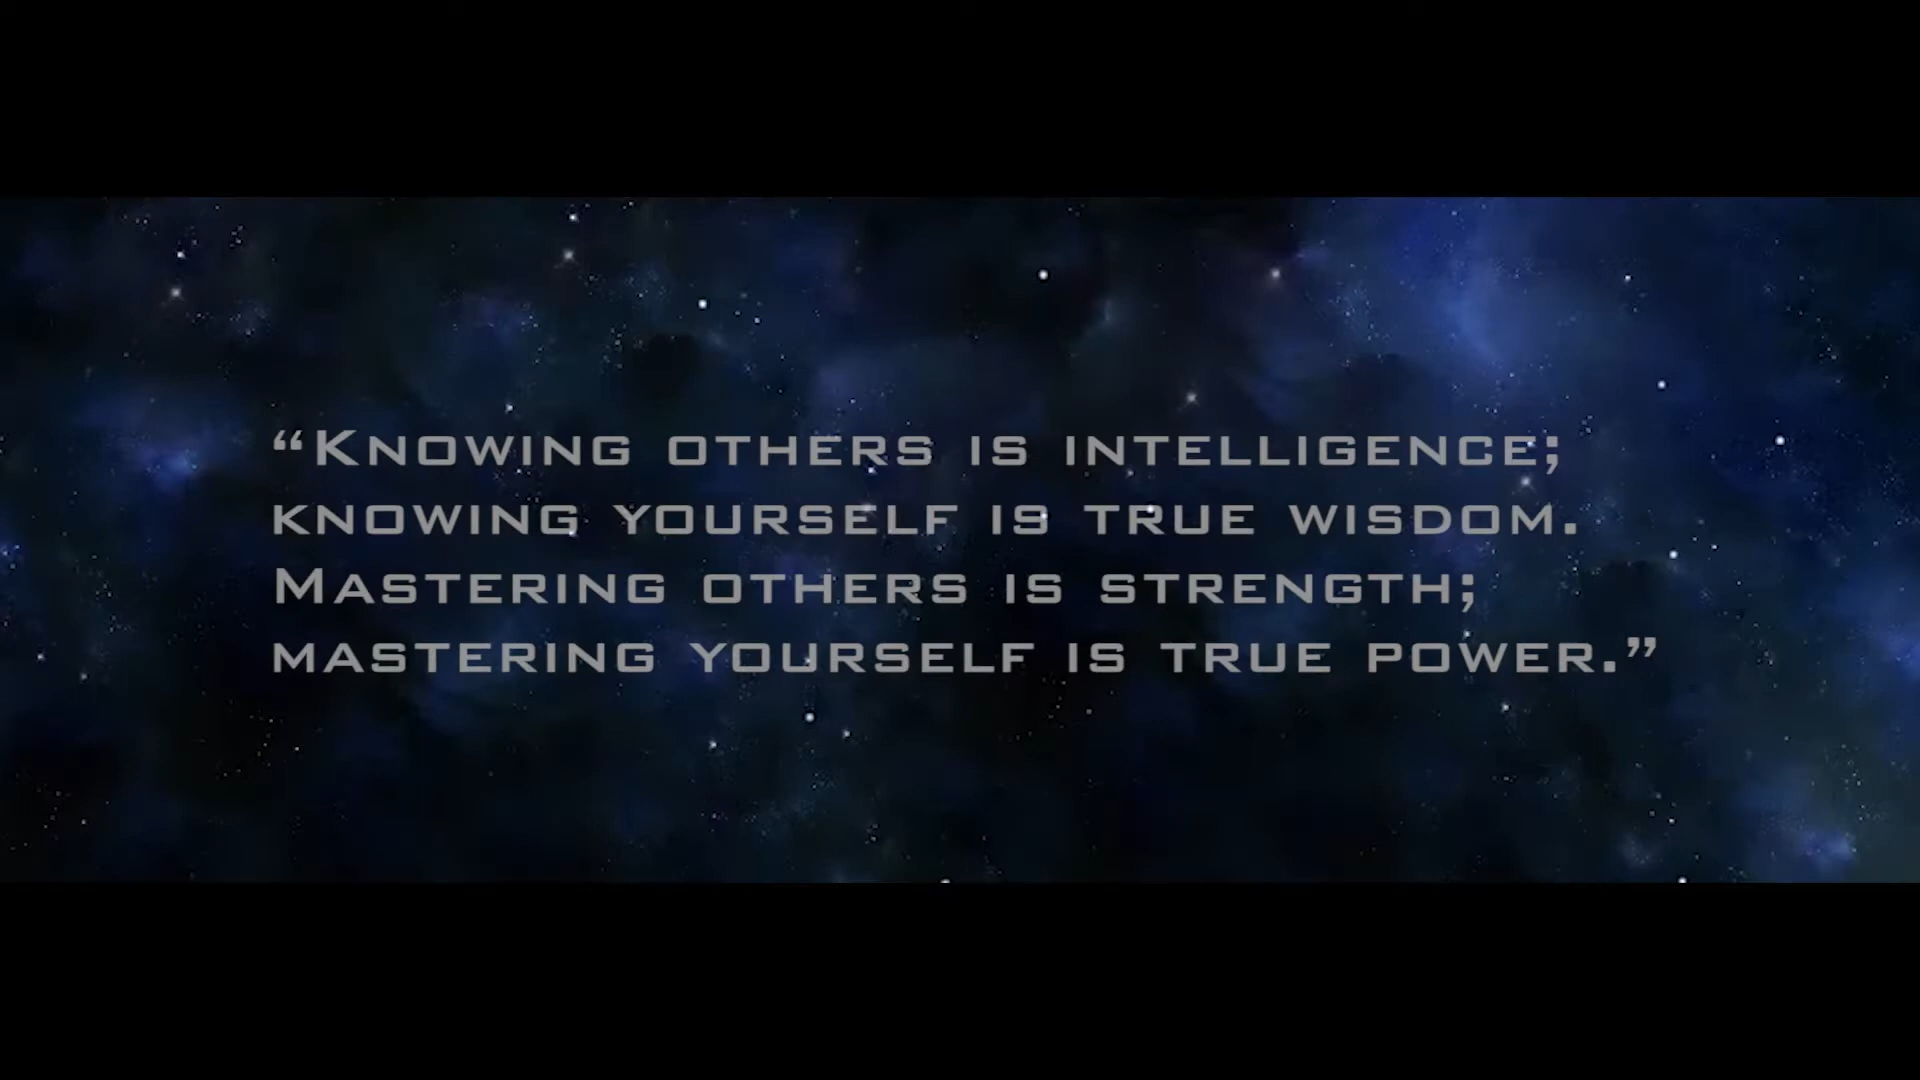 “Knowing others is intelligence;
knowing yourself is true wisdom.
Mastering others is strength;
mastering yourself is true power.”